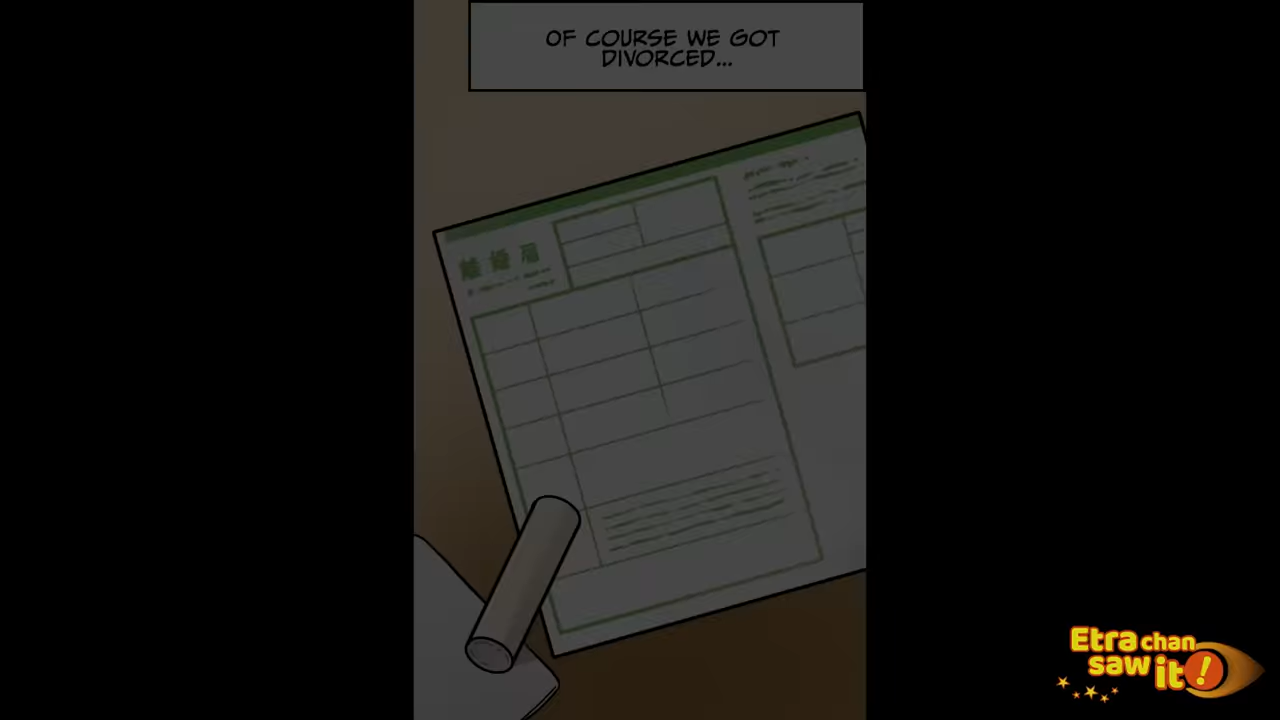 OF COURSE WE GOT
DIVORCED...
離婚届
Etra chan
saw it!